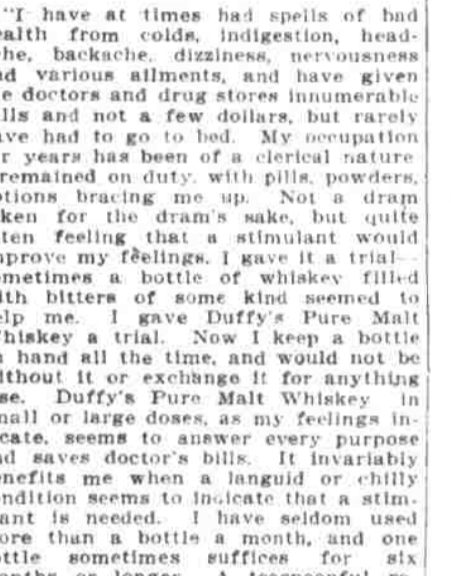 "I have at times had spells of bad
ealth from colds, indigestion, head-
he, backache, dizziness, nervousness
nd various ailments, and have given
e doctors and drug stores innumerable
lls and not a few dollars, but rarely
ave had to go to bed. My occupation
r years has been of a clerical nature
remained on duty, with pills, powders,
otions bracing me up. Not a dram
ken for the dram's sake, but quite
ten feeling that a stimulant would
mprove my feelings. I gave it a trial—
ometimes a bottle of whiskey filled
ith bitters of some kind seemed to
elp me. I gave Duffy's Pure Malt
hiskey a trial. Now I keep a bottle
n hand all the time, and would not be
ithout it or exchange it for anything
se. Duffy's Pure Malt Whiskey in
mall or large doses, as my feelings in-
cate, seems to answer every purpose
nd saves doctor's bills. It invariably
enefits me when a languid or chilly
ondition seems to indicate that a stim-
ant is needed. I have seldom used
ore than a bottle a month, and one
ottle sometimes suffices for six